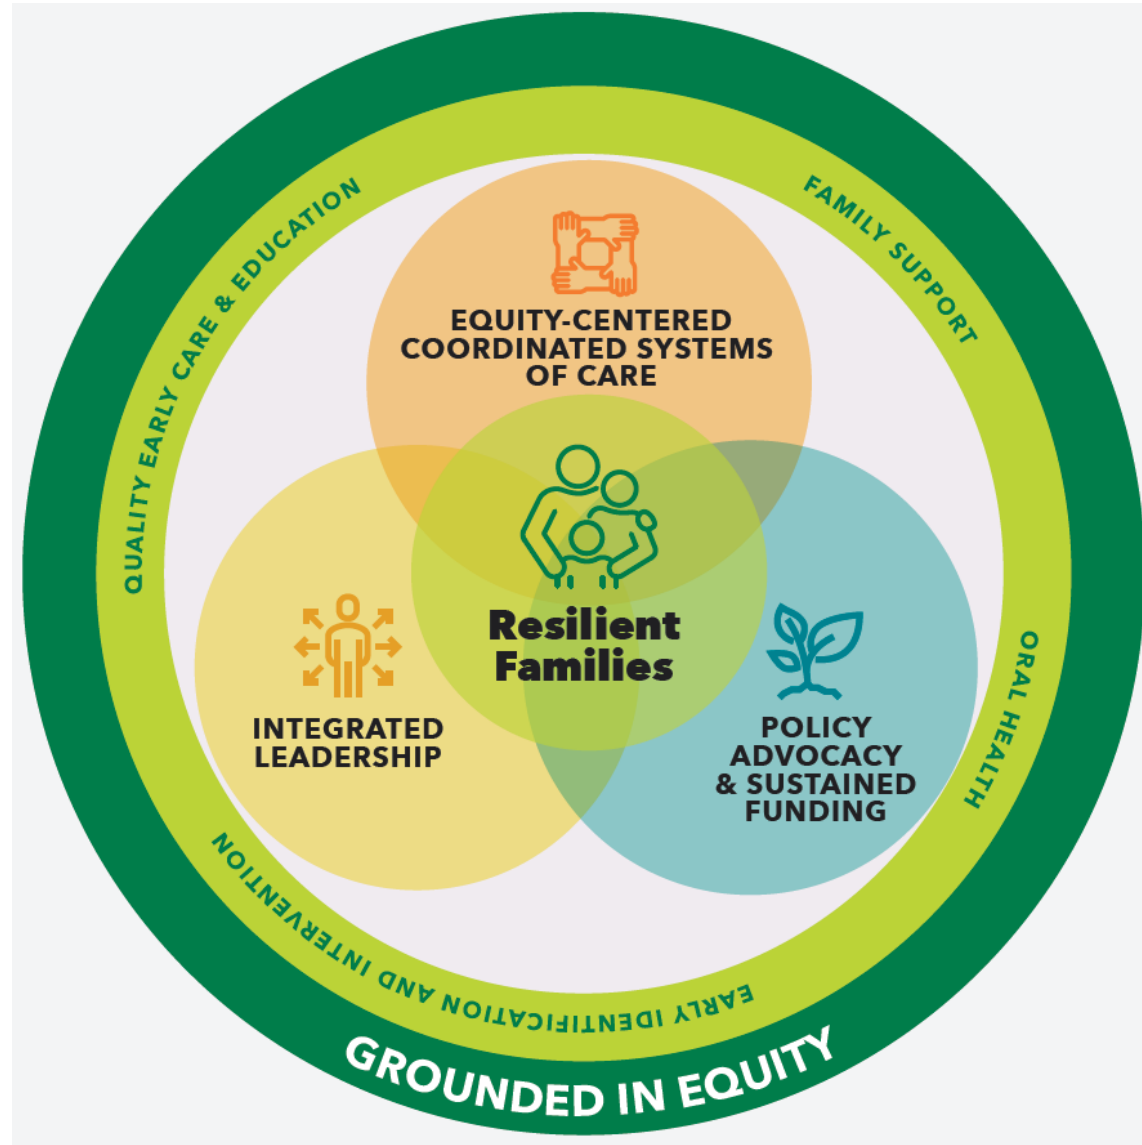 QUALITY EARLY CARE & EDUCATION
FAMILY SUPPORT
EQUITY-CENTERED
COORDINATED SYSTEMS
OF CARE
Resilient
Families
INTEGRATED
LEADERSHIP
POLICY
ADVOCACY
& SUSTAINED
FUNDING
ORAL HEALTH
EARLY IDENTIFICATION AND INTERVENTION
GROUNDED IN EQUITY